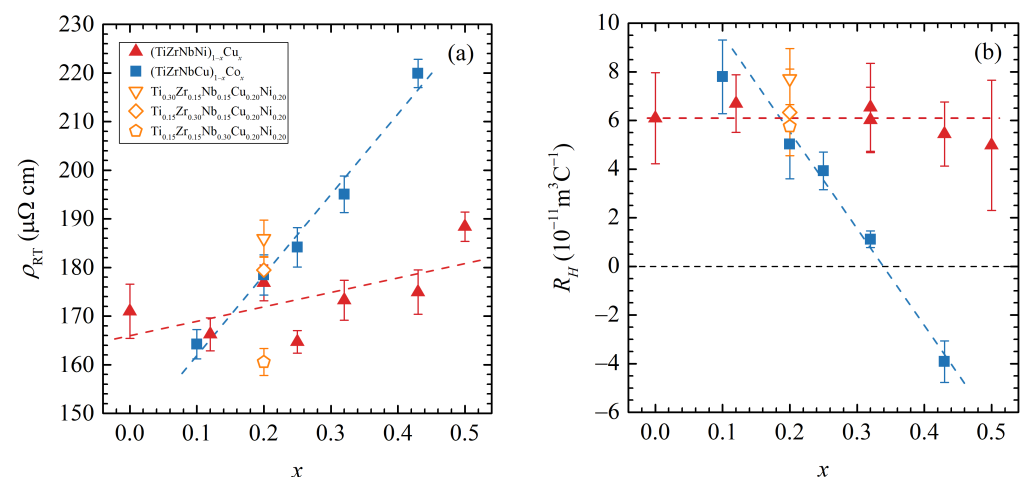 (a)
(TiZrNbNi)₁₋ₓCuₓ
(TiZrNbCu)₁₋ₓCoₓ
Ti₀.₃₀Zr₀.₁₅Nb₀.₁₅Cu₀.₂₀Ni₀.₂₀
Ti₀.₁₅Zr₀.₃₀Nb₀.₁₅Cu₀.₂₀Ni₀.₂₀
Ti₀.₁₅Zr₀.₁₅Nb₀.₃₀Cu₀.₂₀Ni₀.₂₀
230
220
210
200
190
180
170
160
150
ρRT (μΩ cm)
0.0 0.1 0.2 0.3 0.4 0.5
x
(b)
10
8
6
4
2
0
−2
−4
−6
RH (10⁻¹¹m³C⁻¹)
0.0 0.1 0.2 0.3 0.4 0.5
x